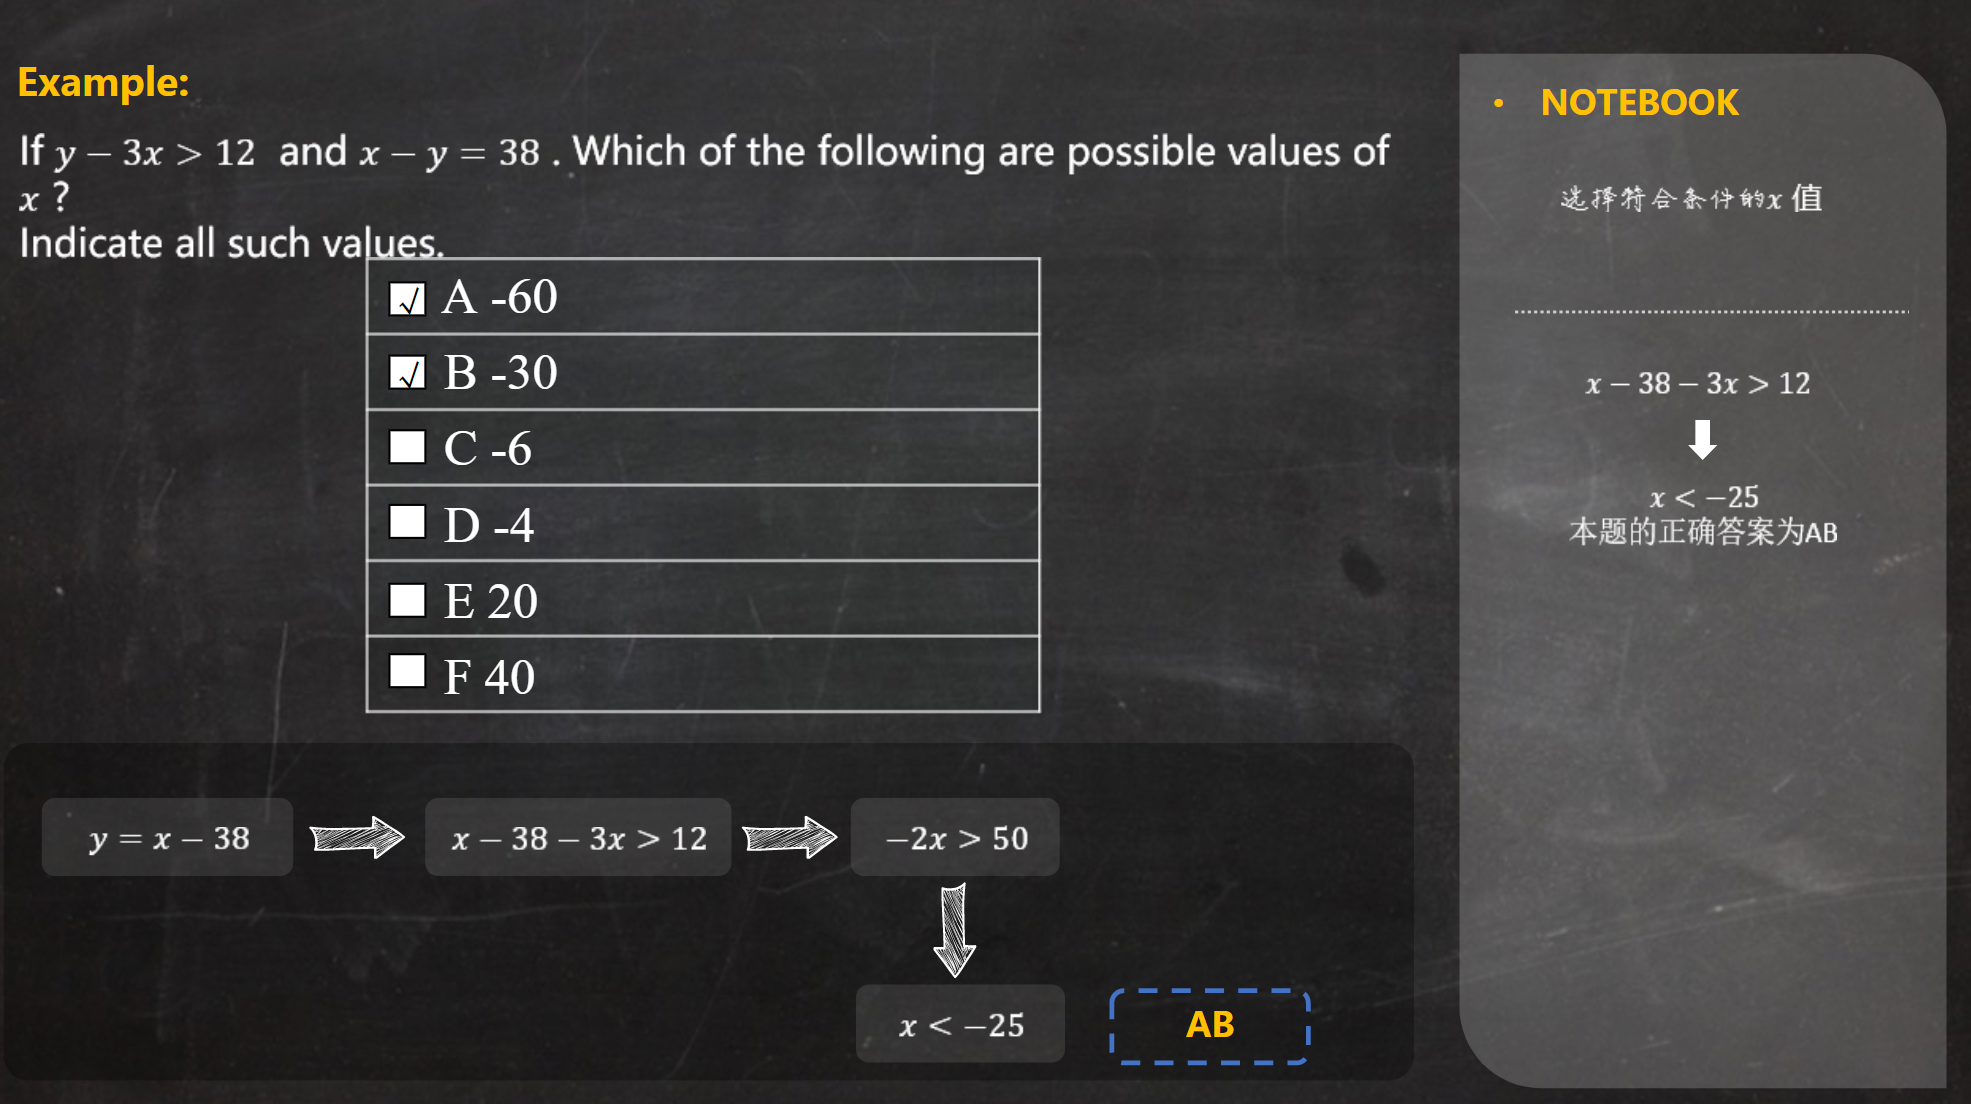 Example:
If y − 3x > 12 and x − y = 38 . Which of the following are possible values of
x ?
Indicate all such values.
√ A -60
√ B -30
C -6
D -4
E 20
F 40
y = x − 38
x − 38 − 3x > 12
−2x > 50
x < −25
AB
• NOTEBOOK
选择符合条件的x 值
x − 38 − 3x > 12
x < −25
本题的正确答案为AB